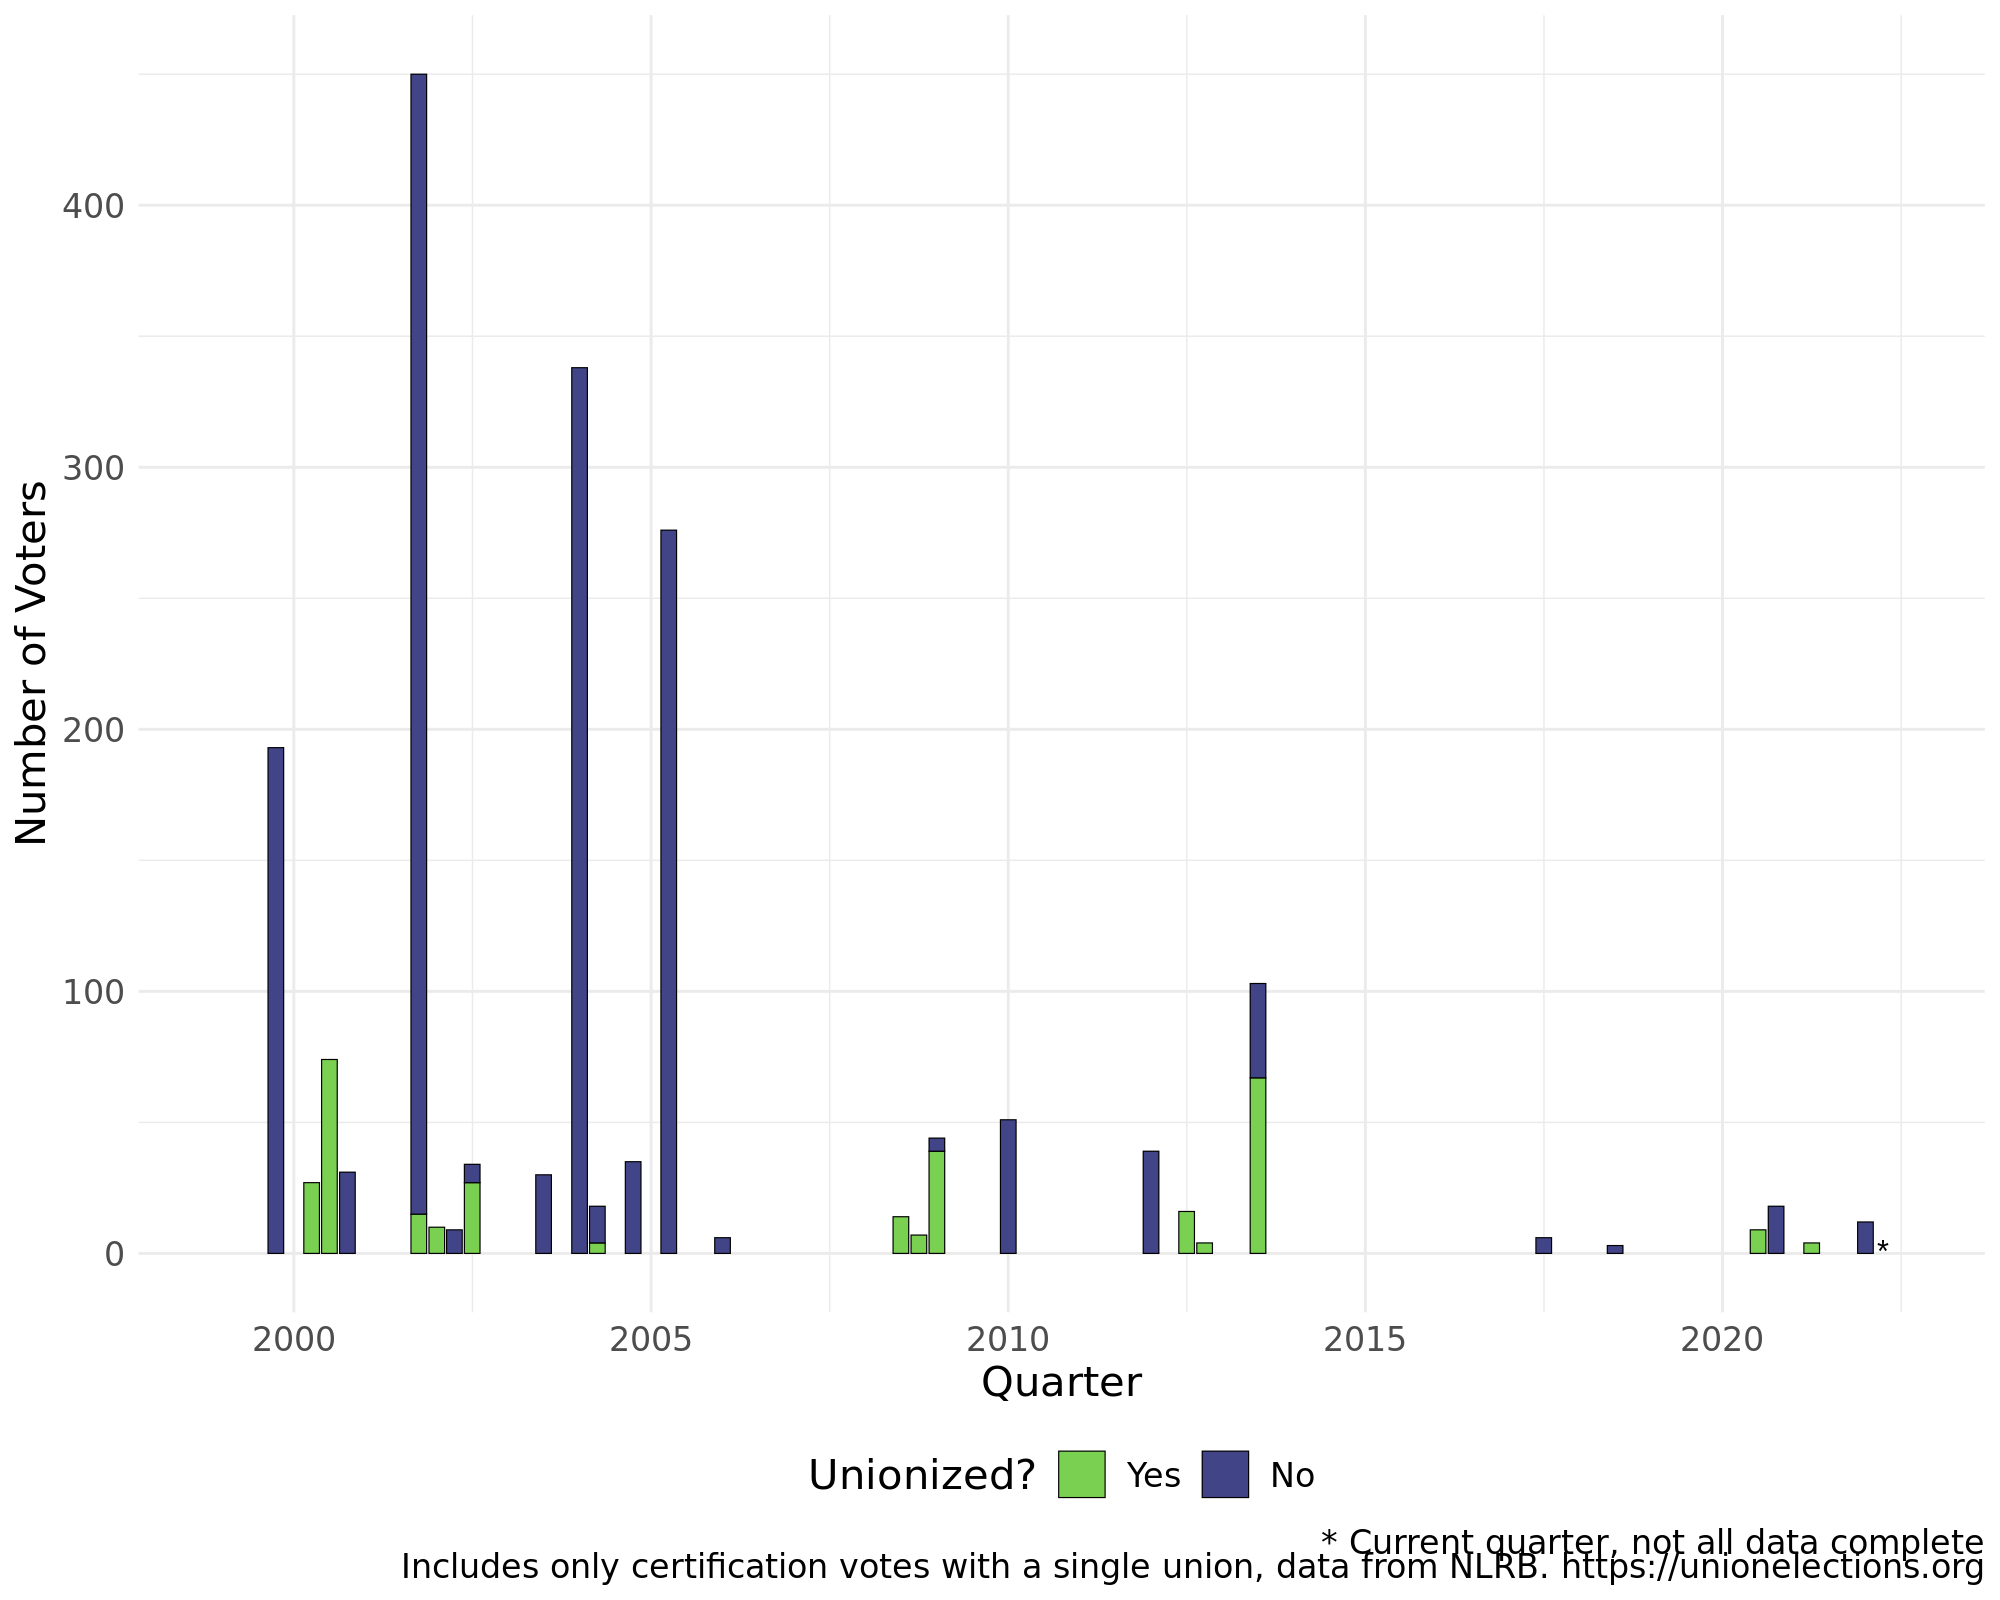 Number of Voters
400
300
200
100
0
*
2000 2005 2010 2015 2020
Quarter
Unionized? Yes No
* Current quarter, not all data complete
Includes only certification votes with a single union, data from NLRB. https://unionelections.org